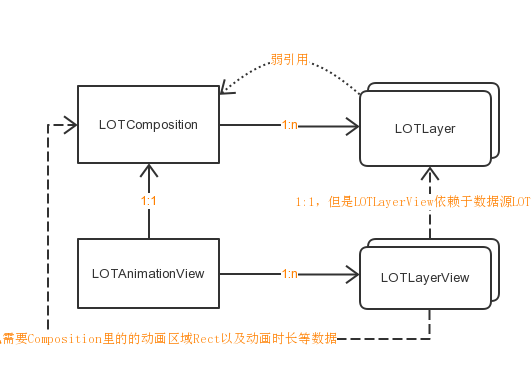 弱引用
LOTComposition
1:n
LOTLayer
1:1
1:1，但是LOTLayerView依赖于数据源LOT
LOTAnimationView
1:n
LOTLayerView
需要Composition里的的动画区域Rect以及动画时长等数据